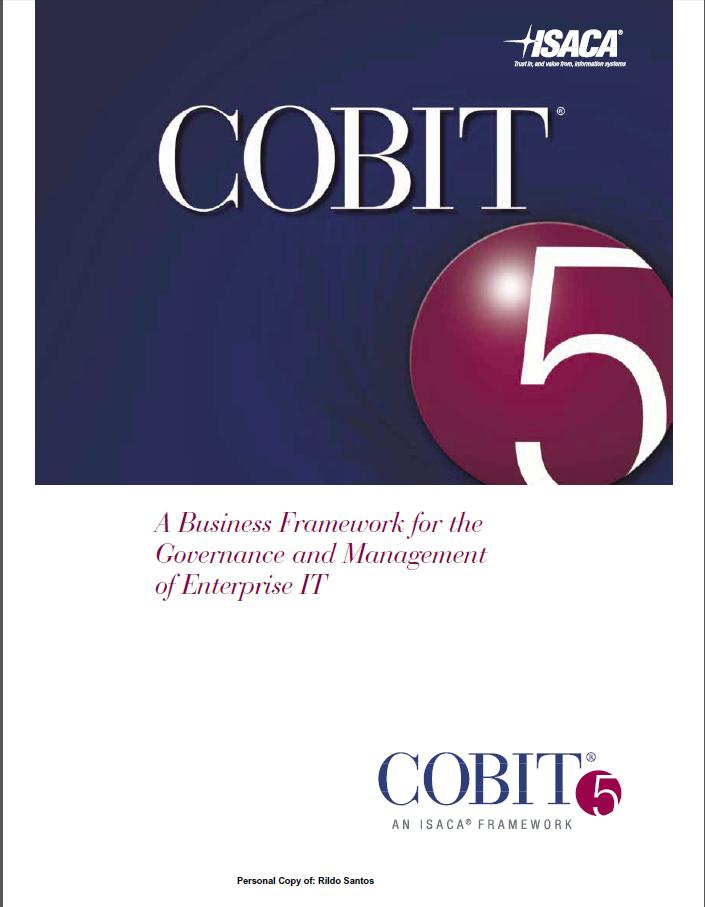 ISACA®
Trust in, and value from, information systems
COBIT®
5
A Business Framework for the
Governance and Management
of Enterprise IT
COBIT® 5
AN ISACA® FRAMEWORK
Personal Copy of: Rildo Santos